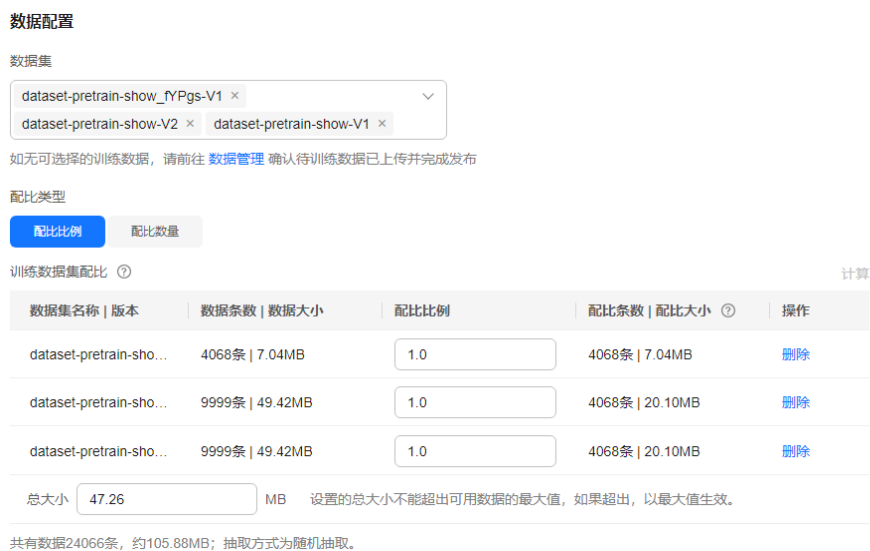 数据配置
数据集
dataset-pretrain-show_fYPgs-V1 ×
dataset-pretrain-show-V2 × dataset-pretrain-show-V1 ×
如无可选择的训练数据，请前往 数据管理 确认待训练数据已上传并完成发布
配比类型
配比比例 配比数量
训练数据集配比 ? 计算
数据集名称 | 版本 数据条数 | 数据大小 配比比例 配比条数 | 配比大小 ? 操作
dataset-pretrain-sho... 4068条 | 7.04MB 1.0 4068条 | 7.04MB 删除
dataset-pretrain-sho... 9999条 | 49.42MB 1.0 4068条 | 20.10MB 删除
dataset-pretrain-sho... 9999条 | 49.42MB 1.0 4068条 | 20.10MB 删除
总大小 47.26 MB 设置的总大小不能超出可用数据的最大值，如果超出，以最大值生效。
共有数据24066条，约105.88MB；抽取方式为随机抽取。